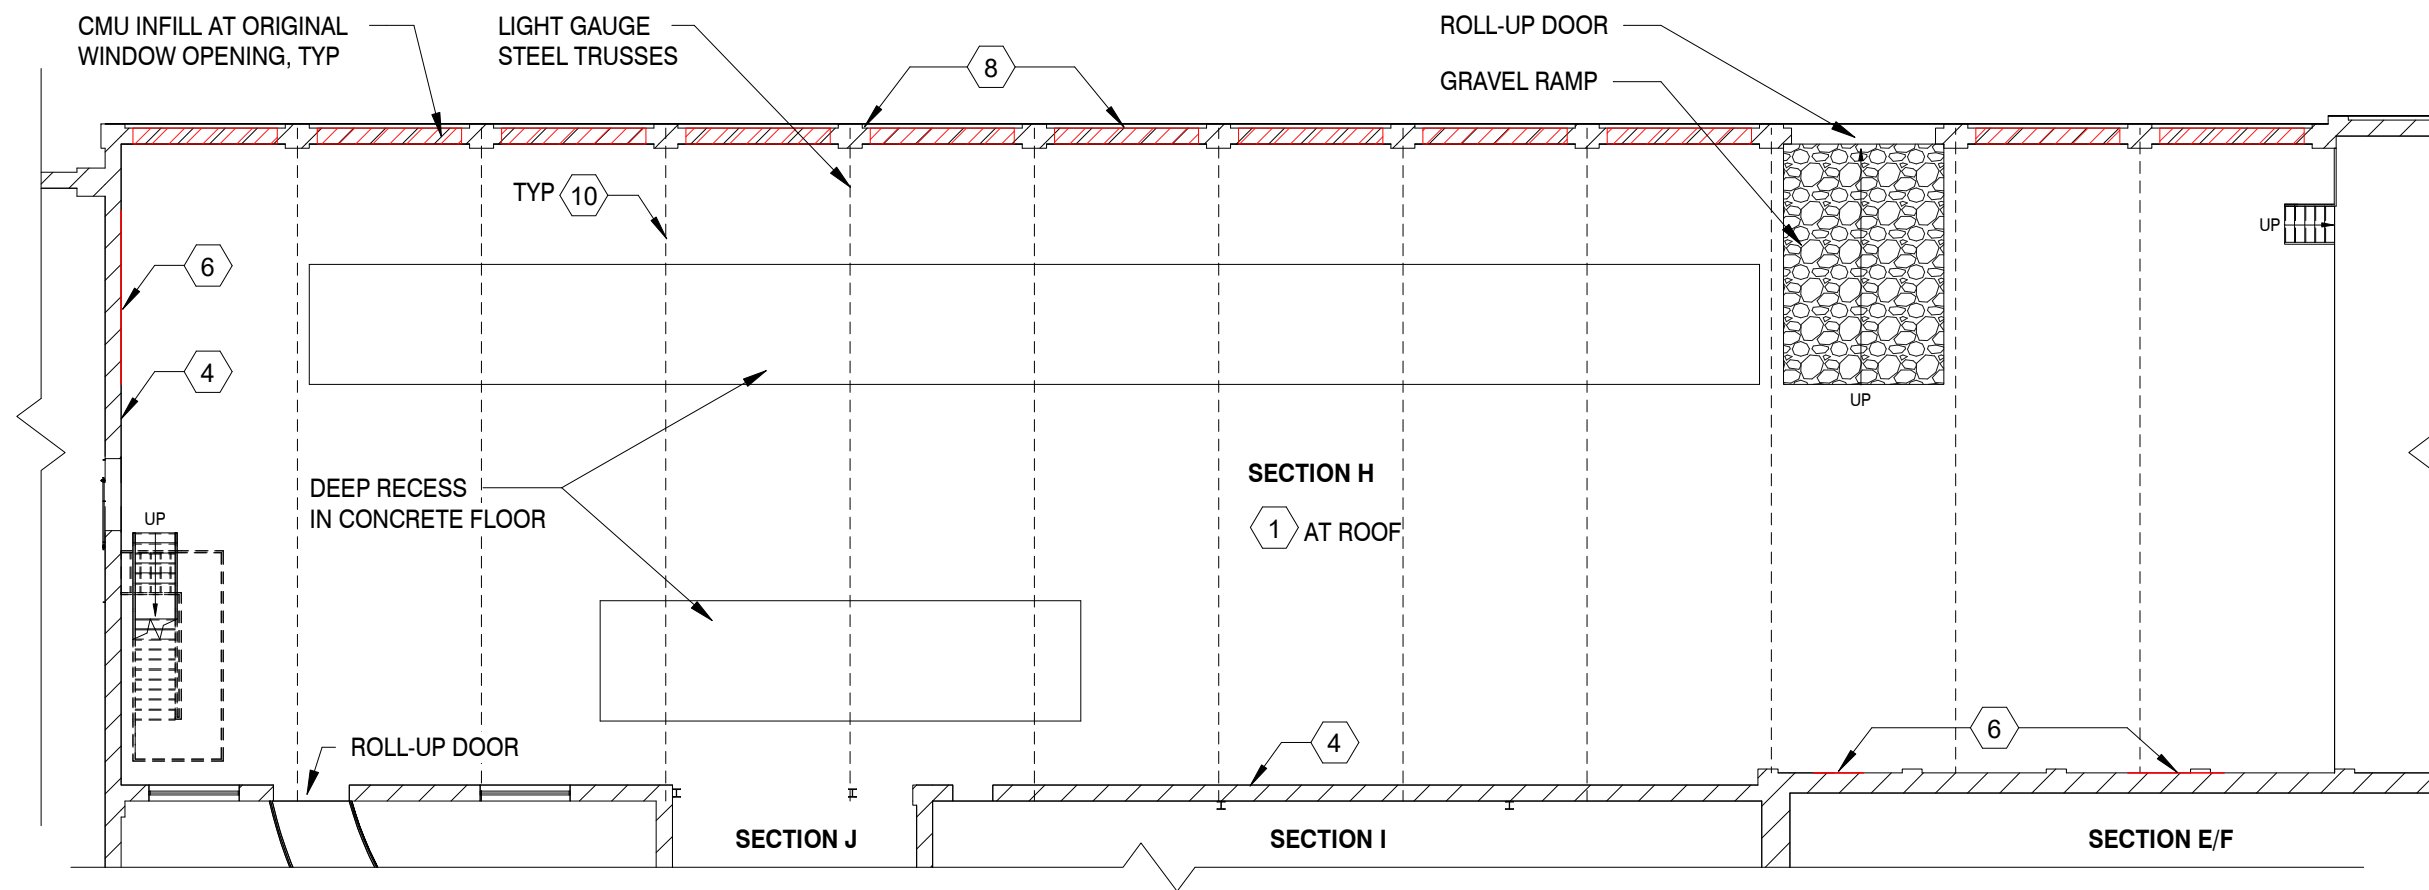 CMU INFILL AT ORIGINAL
WINDOW OPENING, TYP
LIGHT GAUGE
STEEL TRUSSES
8
ROLL-UP DOOR
GRAVEL RAMP
TYP 10
UP
6
4
UP
DEEP RECESS
IN CONCRETE FLOOR
SECTION H
1 AT ROOF
UP
ROLL-UP DOOR
4
6
SECTION J
SECTION I
SECTION E/F